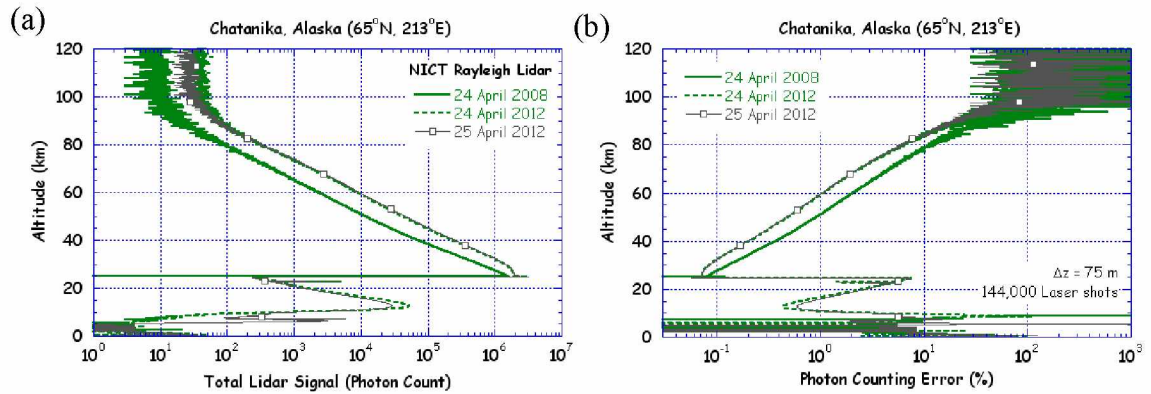 (a)
Chatanika, Alaska (65°N, 213°E)
NICT Rayleigh Lidar
24 April 2008
24 April 2012
25 April 2012
Altitude (km)
120
100
80
60
40
20
0
10^0 10^1 10^2 10^3 10^4 10^5 10^6 10^7
Total Lidar Signal (Photon Count)
(b)
Chatanika, Alaska (65°N, 213°E)
24 April 2008
24 April 2012
25 April 2012
Δz = 75 m
144,000 Laser shots
Altitude (km)
120
100
80
60
40
20
0
10^-1 10^0 10^1 10^2 10^3
Photon Counting Error (%)